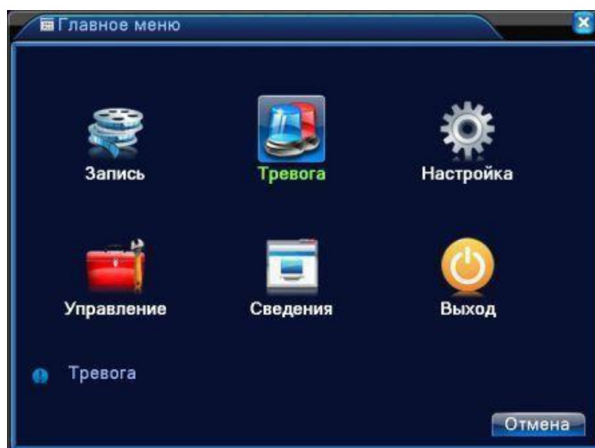 Главное меню
Запись
Тревога
Настройка
Управление
Сведения
Выход
Тревога
Отмена